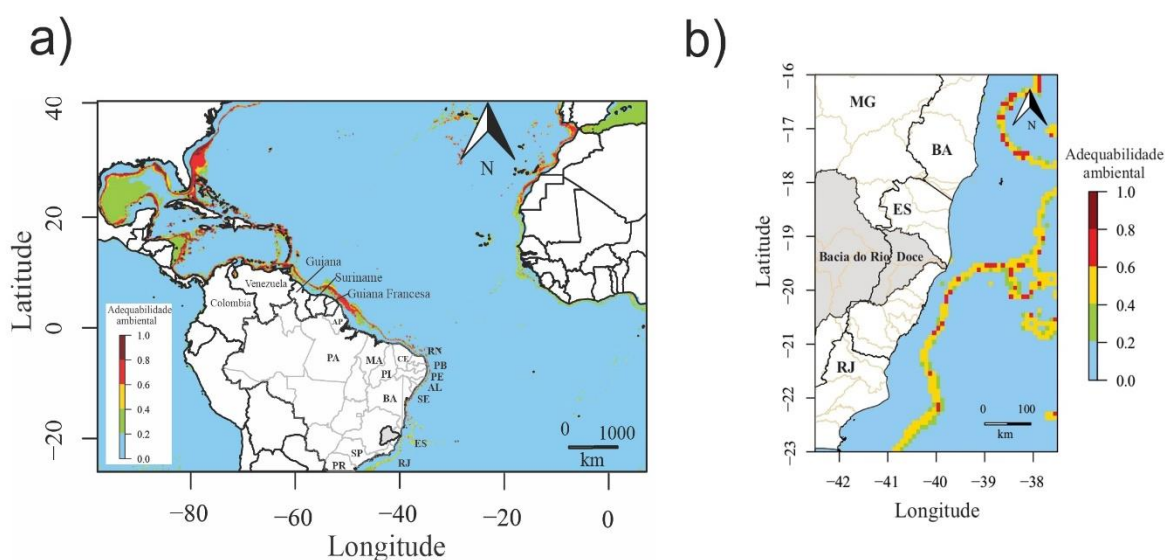 a)
Latitude
40
20
0
−20
N
Guiana
Suriname
Guiana Francesa
Venezuela
Colombia
AP
PA
MA
CE
RN
PB
PI
PE
AL
SE
BA
ES
SP
PR
RJ
Adequabilidade
ambiental
1.0
0.8
0.6
0.4
0.2
0.0
0 1000
km
−80 −60 −40 −20 0
Longitude
b)
Latitude
−16
−17
−18
−19
−20
−21
−22
−23
MG
BA
ES
Bacia do Rio Doce
RJ
N
0 100
km
−42 −41 −40 −39 −38
Longitude
Adequabilidade
ambiental
1.0
0.8
0.6
0.4
0.2
0.0